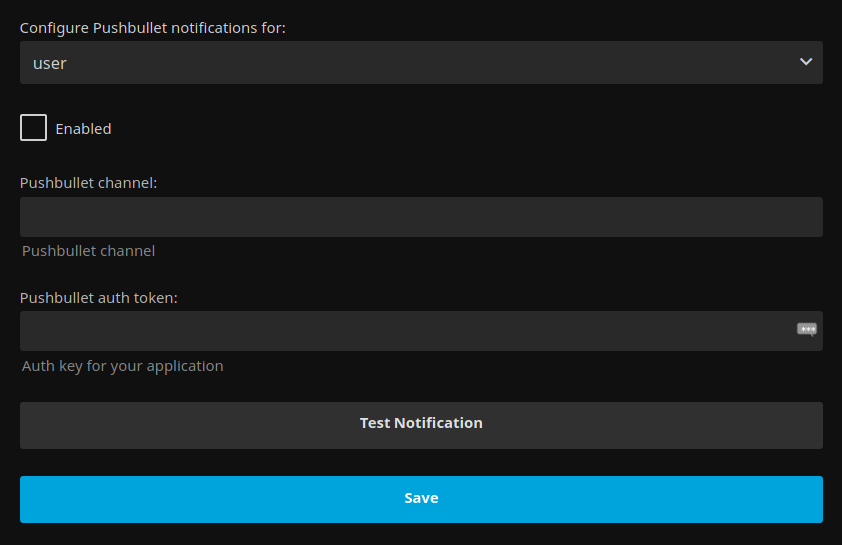 Configure Pushbullet notifications for:
user
Enabled
Pushbullet channel:
Pushbullet channel
Pushbullet auth token:
***
Auth key for your application
Test Notification
Save